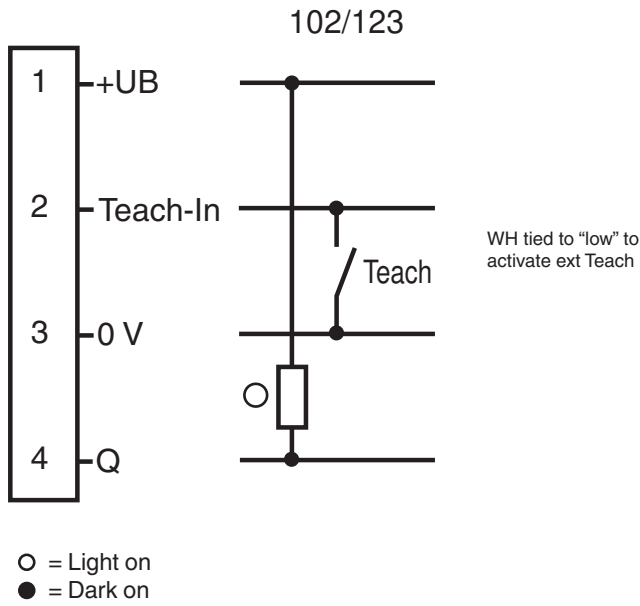 102/123
1 +UB
2 Teach-In
WH tied to “low” to
activate ext Teach
Teach
3 0 V
4 Q
= Light on
= Dark on